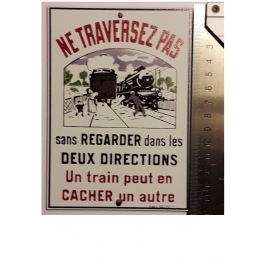 NE TRAVERSEZ PAS
sans REGARDER dans les
DEUX DIRECTIONS
Un train peut en
CACHER un autre